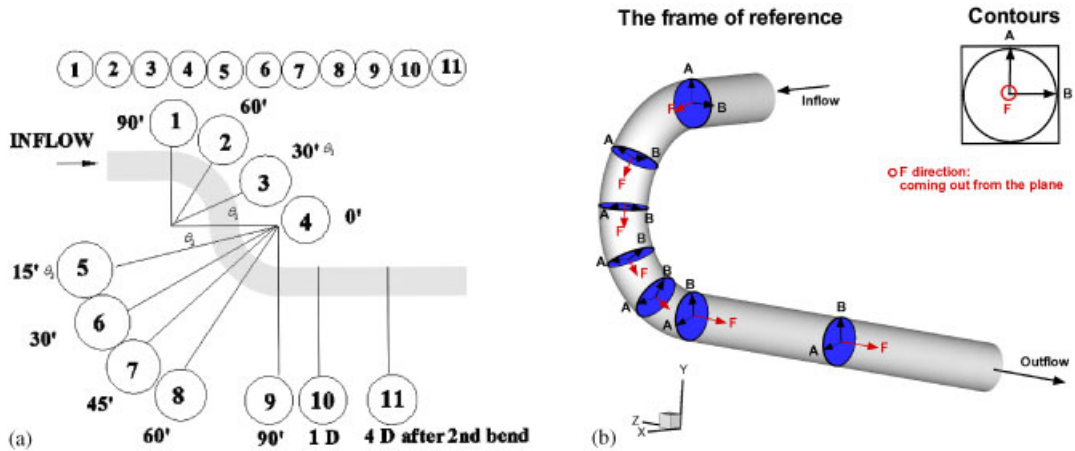 1 2 3 4 5 6 7 8 9 10 11
60'
90' 1 2
INFLOW
30' θ₁
3
θ₁
4 0'
θ₂
5
15' θ₂
6
30'
7
45'
8 9 10 11
60' 90' 1 D 4 D after 2nd bend
(a)
The frame of reference
A
F B
Inflow
A B
F
A B
F
B
A F
B
A
B
A F
B
A F
Outflow
Y
Z
X
(b)
Contours
A
B
F
F direction:
coming out from the plane